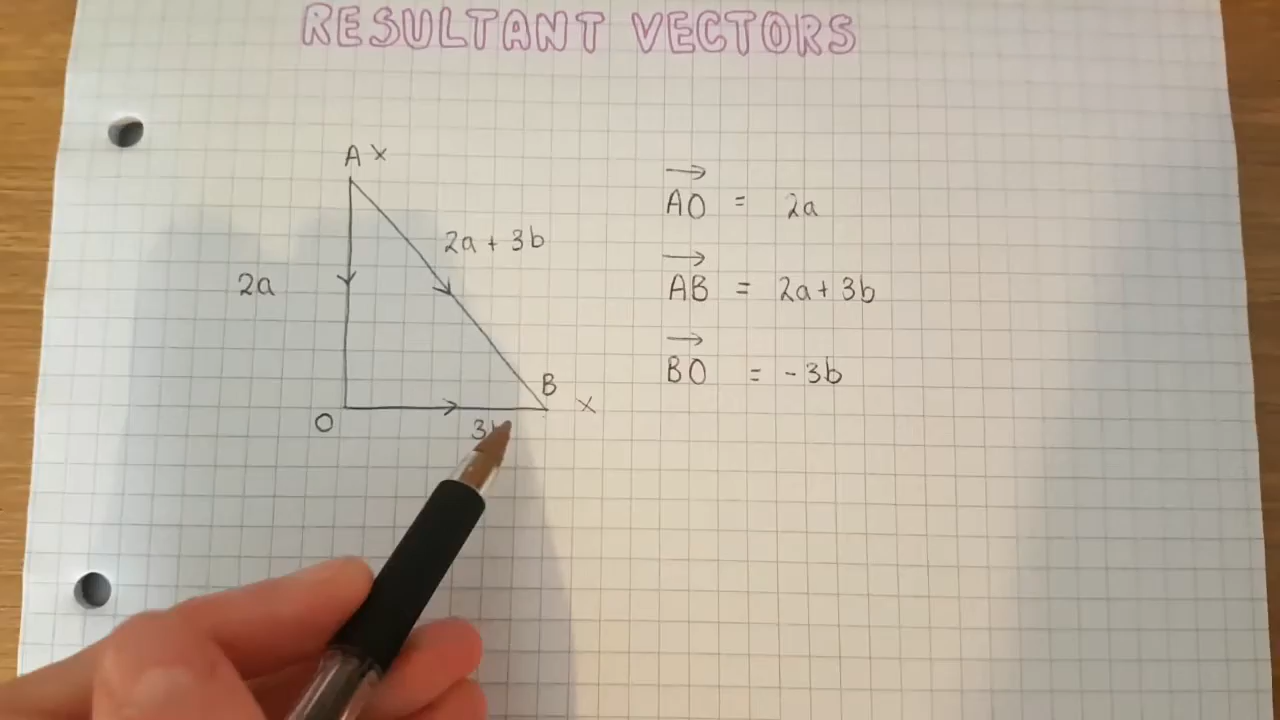 RESULTANT VECTORS
A x
2a + 3b
2a
B
x
O
AO = 2a
AB = 2a + 3b
BO = -3b